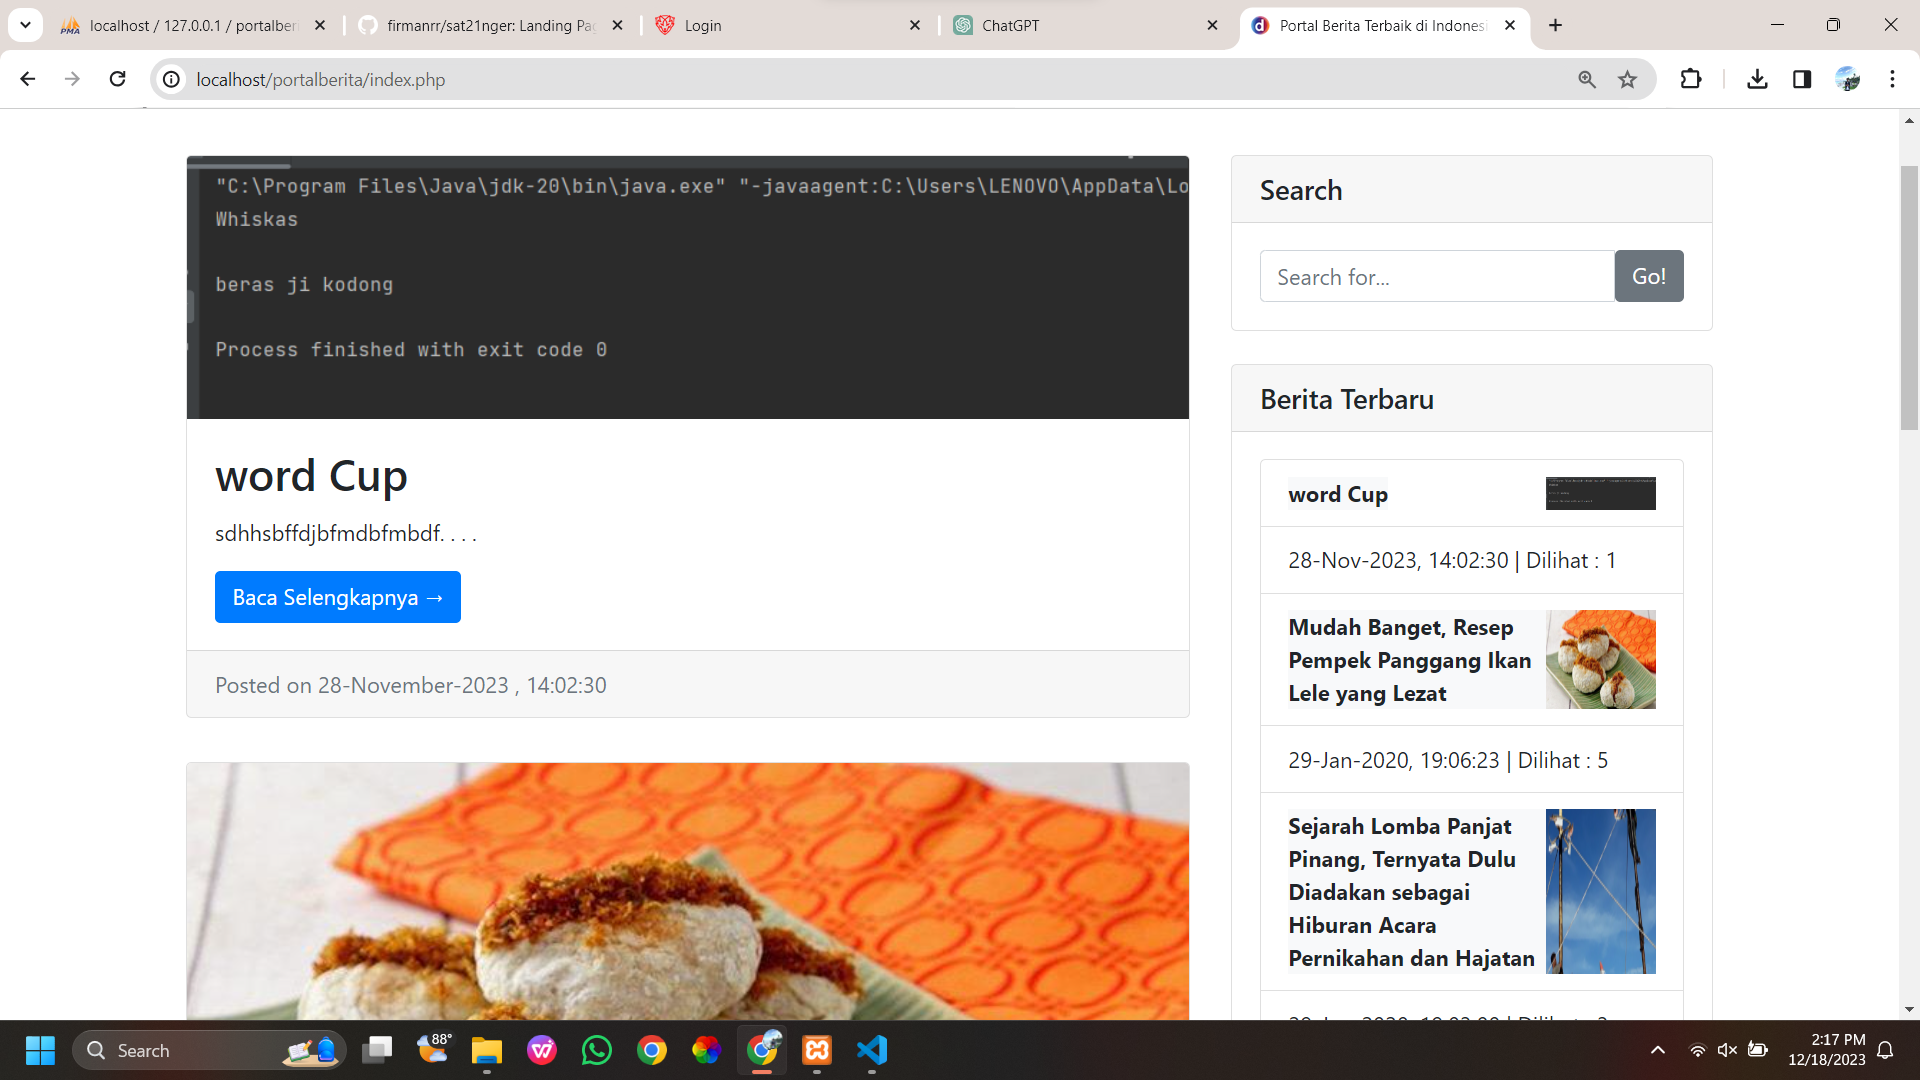 localhost / 127.0.0.1 / portalberi
firmanrr/sat21nger: Landing Pag
Login
ChatGPT
Portal Berita Terbaik di Indonesi
localhost/portalberita/index.php
"C:\Program Files\Java\jdk-20\bin\java.exe" "-javaagent:C:\Users\LENOVO\AppData\Lo
Whiskas
beras ji kodong
Process finished with exit code 0
word Cup
sdhhsbffdjbfmdbfmbdf. . . .
Baca Selengkapnya →
Posted on 28-November-2023 , 14:02:30
Search
Search for...
Go!
Berita Terbaru
word Cup
28-Nov-2023, 14:02:30 | Dilihat : 1
Mudah Banget, Resep
Pempek Panggang Ikan
Lele yang Lezat
29-Jan-2020, 19:06:23 | Dilihat : 5
Sejarah Lomba Panjat
Pinang, Ternyata Dulu
Diadakan sebagai
Hiburan Acara
Pernikahan dan Hajatan
Search
88°
2:17 PM
12/18/2023